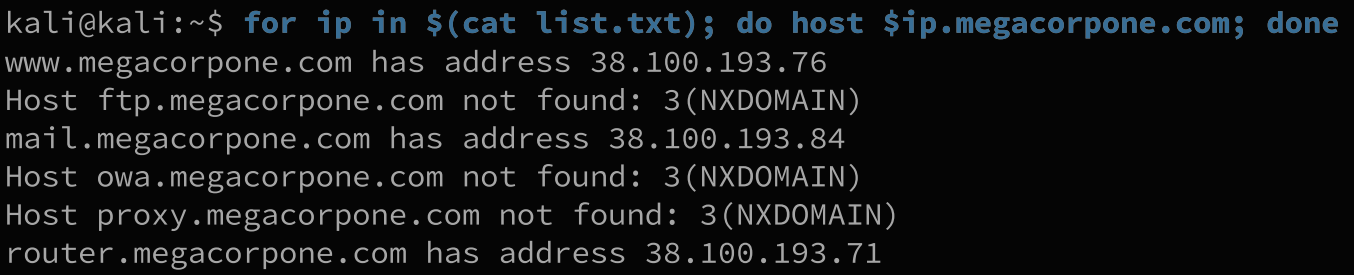 kali@kali:~$ for ip in $(cat list.txt); do host $ip.megacorpone.com; done
www.megacorpone.com has address 38.100.193.76
Host ftp.megacorpone.com not found: 3(NXDOMAIN)
mail.megacorpone.com has address 38.100.193.84
Host owa.megacorpone.com not found: 3(NXDOMAIN)
Host proxy.megacorpone.com not found: 3(NXDOMAIN)
router.megacorpone.com has address 38.100.193.71